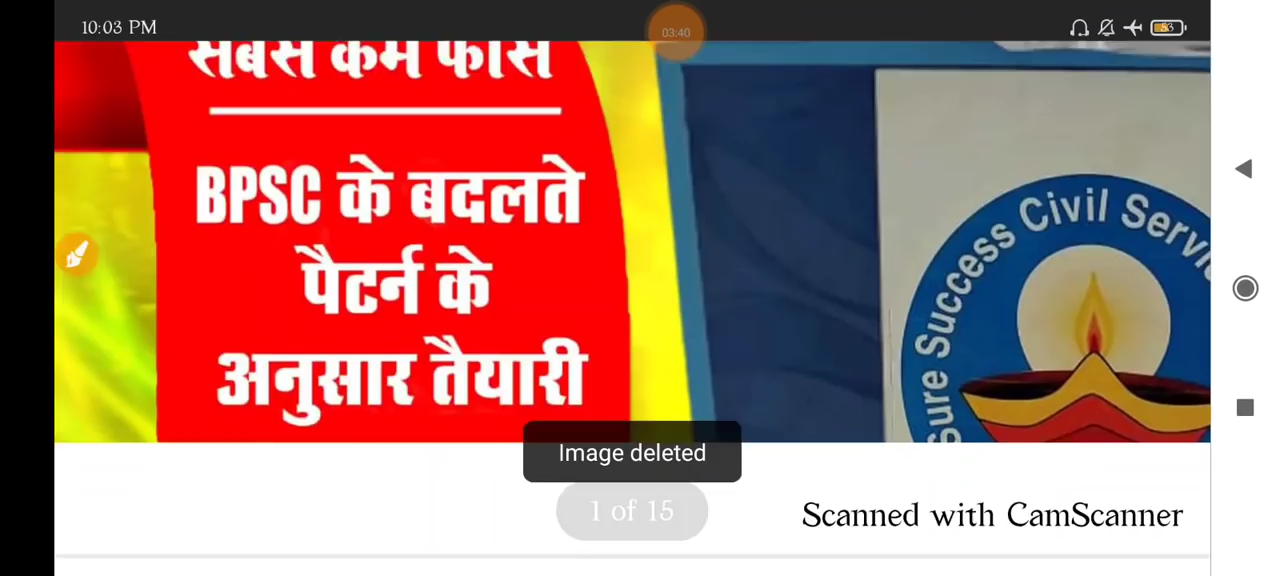 10:03 PM
03:40
53
सबसे कम फीस
BPSC के बदलते
पैटर्न के
अनुसार तैयारी
Sure Success Civil Servi
Image deleted
1 of 15
Scanned with CamScanner